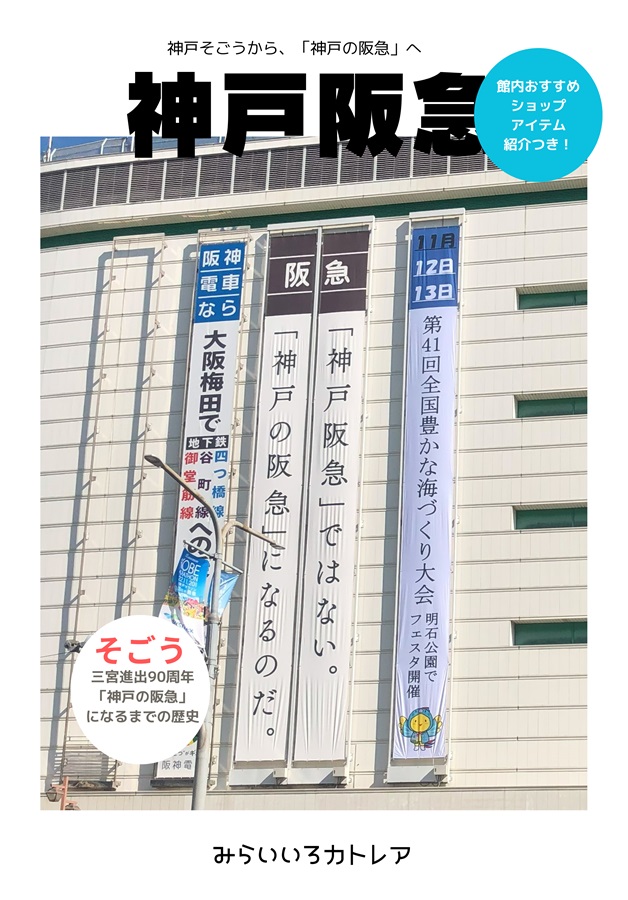 神戸そごうから、「神戸の阪急」へ
神戸阪急
館内おすすめ
ショップ
アイテム
紹介つき！
阪神
電車
なら
大阪梅田で
地下鉄
四つ橋線
谷町線
御堂筋線
への
阪急
「神戸阪急」ではない。
「神戸の阪急」になるのだ。
11月
12日
13日
第41回全国豊かな海づくり大会
明石公園で
フェスタ開催
そごう
三宮進出90周年
「神戸の阪急」
になるまでの歴史
阪神電
みらいいろカトレア